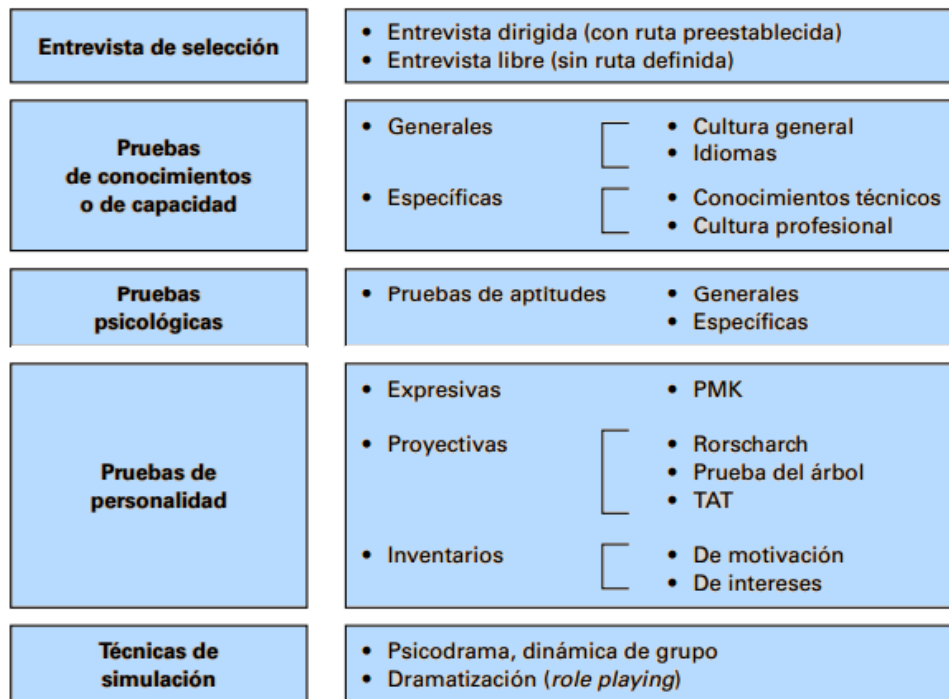 Entrevista de selección
• Entrevista dirigida (con ruta preestablecida)
• Entrevista libre (sin ruta definida)
Pruebas
de conocimientos
o de capacidad
• Generales
• Cultura general
• Idiomas
• Específicas
• Conocimientos técnicos
• Cultura profesional
Pruebas
psicológicas
• Pruebas de aptitudes
• Generales
• Específicas
Pruebas de
personalidad
• Expresivas
• PMK
• Proyectivas
• Rorscharch
• Prueba del árbol
• TAT
• Inventarios
• De motivación
• De intereses
Técnicas de
simulación
• Psicodrama, dinámica de grupo
• Dramatización (role playing)